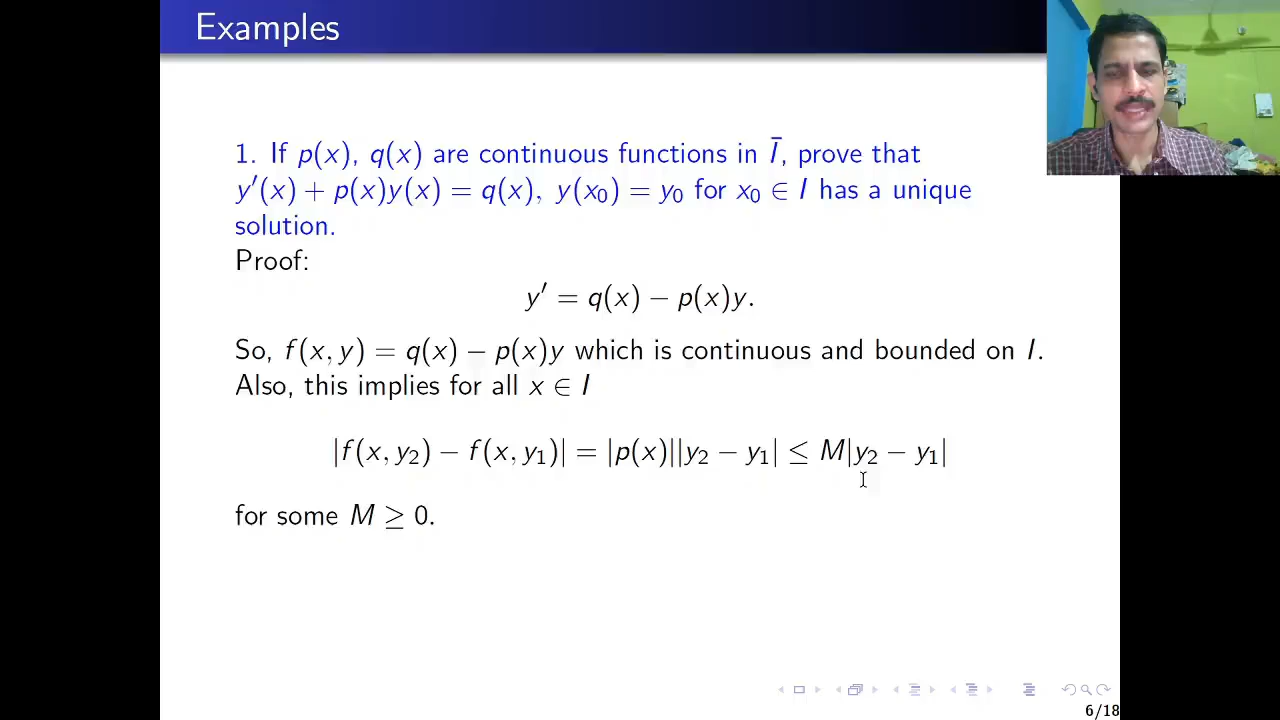 Examples
1. If p(x), q(x) are continuous functions in Ī, prove that
y′(x) + p(x)y(x) = q(x), y(x₀) = y₀ for x₀ ∈ I has a unique
solution.
Proof:
y′ = q(x) − p(x)y.
So, f(x, y) = q(x) − p(x)y which is continuous and bounded on I.
Also, this implies for all x ∈ I
|f(x, y₂) − f(x, y₁)| = |p(x)||y₂ − y₁| ≤ M|y₂ − y₁|
for some M ≥ 0.
6/18